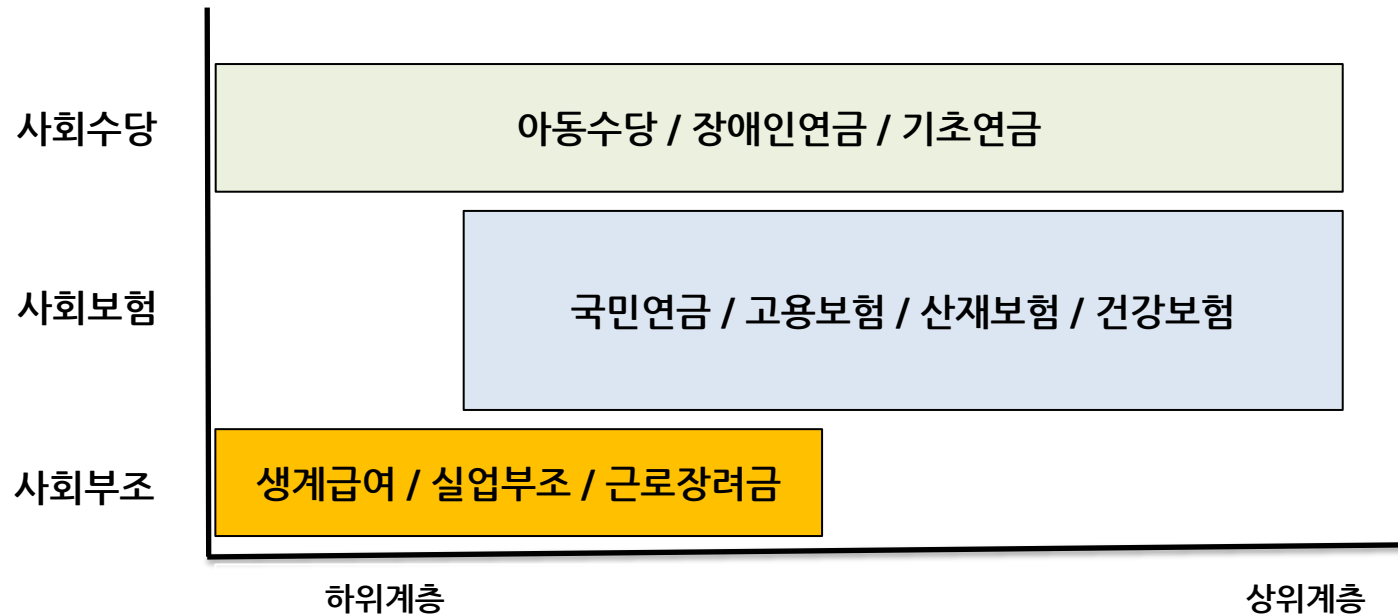 사회수당
아동수당 / 장애인연금 / 기초연금
사회보험
국민연금 / 고용보험 / 산재보험 / 건강보험
사회부조
생계급여 / 실업부조 / 근로장려금
하위계층
상위계층